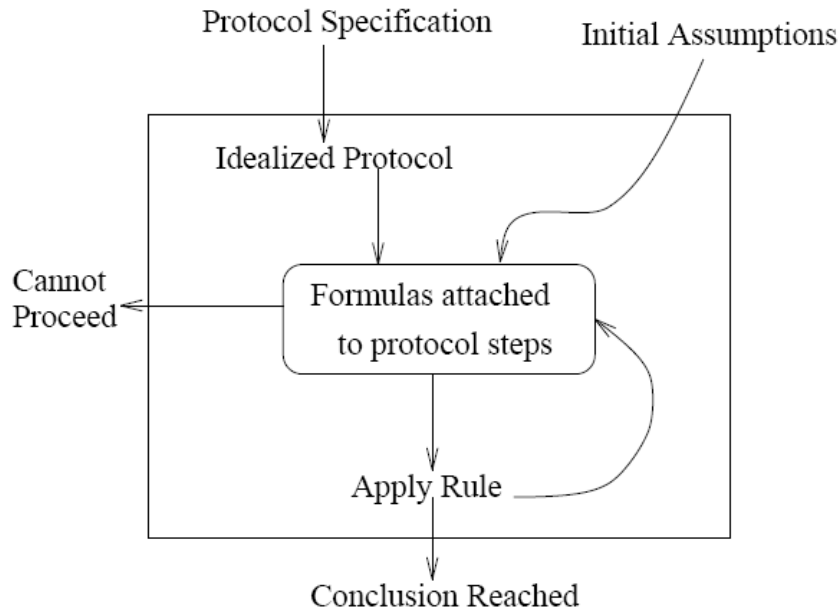 Protocol Specification
Initial Assumptions
Idealized Protocol
Cannot
Proceed
Formulas attached
to protocol steps
Apply Rule
Conclusion Reached